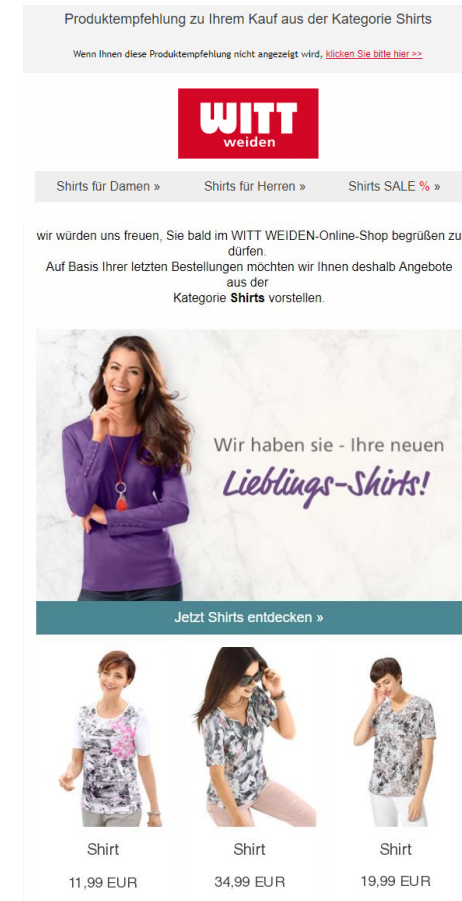 Produktempfehlung zu Ihrem Kauf aus der Kategorie Shirts
Wenn Ihnen diese Produktempfehlung nicht angezeigt wird, klicken Sie bitte hier >>
WITT
weiden
Shirts für Damen » Shirts für Herren » Shirts SALE % »
wir würden uns freuen, Sie bald im WITT WEIDEN-Online-Shop begrüßen zu
dürfen.
Auf Basis Ihrer letzten Bestellungen möchten wir Ihnen deshalb Angebote
aus der
Kategorie Shirts vorstellen.
Wir haben sie - Ihre neuen
Lieblings-Shirts!
Jetzt Shirts entdecken »
Shirt Shirt Shirt
11,99 EUR 34,99 EUR 19,99 EUR